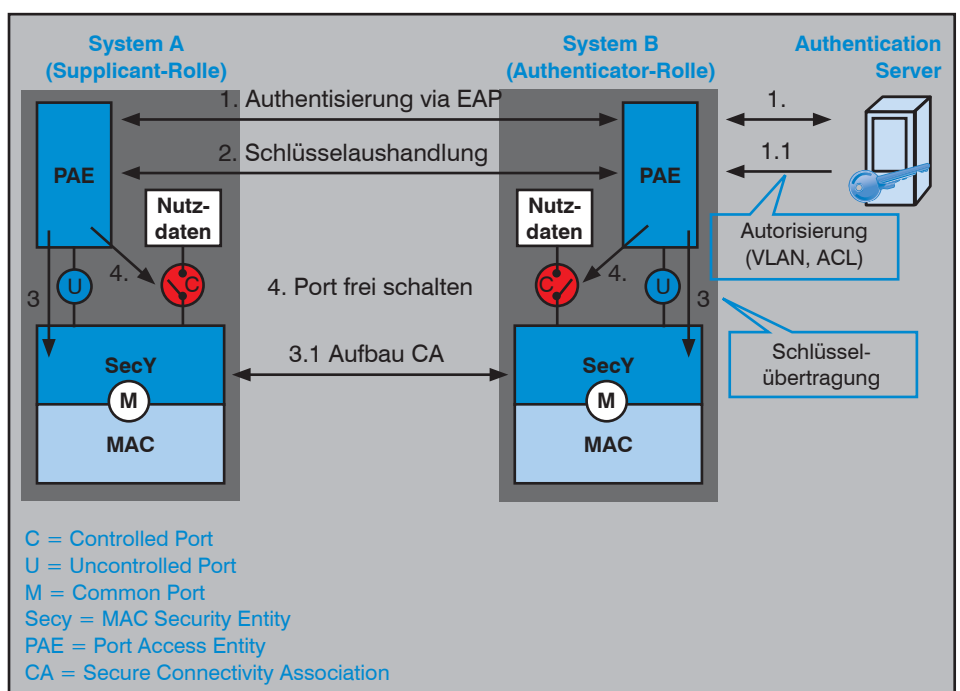 System A
(Supplicant-Rolle)
System B
(Authenticator-Rolle)
Authentication
Server
1. Authentisierung via EAP
1.
2. Schlüsselaushandlung
1.1
PAE
PAE
Nutz-
daten
Nutz-
daten
Autorisierung
(VLAN, ACL)
4.
4.
U
C
C
U
3
3
4. Port frei schalten
3.1 Aufbau CA
Schlüssel-
übertragung
SecY
SecY
M
M
MAC
MAC
C = Controlled Port
U = Uncontrolled Port
M = Common Port
Secy = MAC Security Entity
PAE = Port Access Entity
CA = Secure Connectivity Association